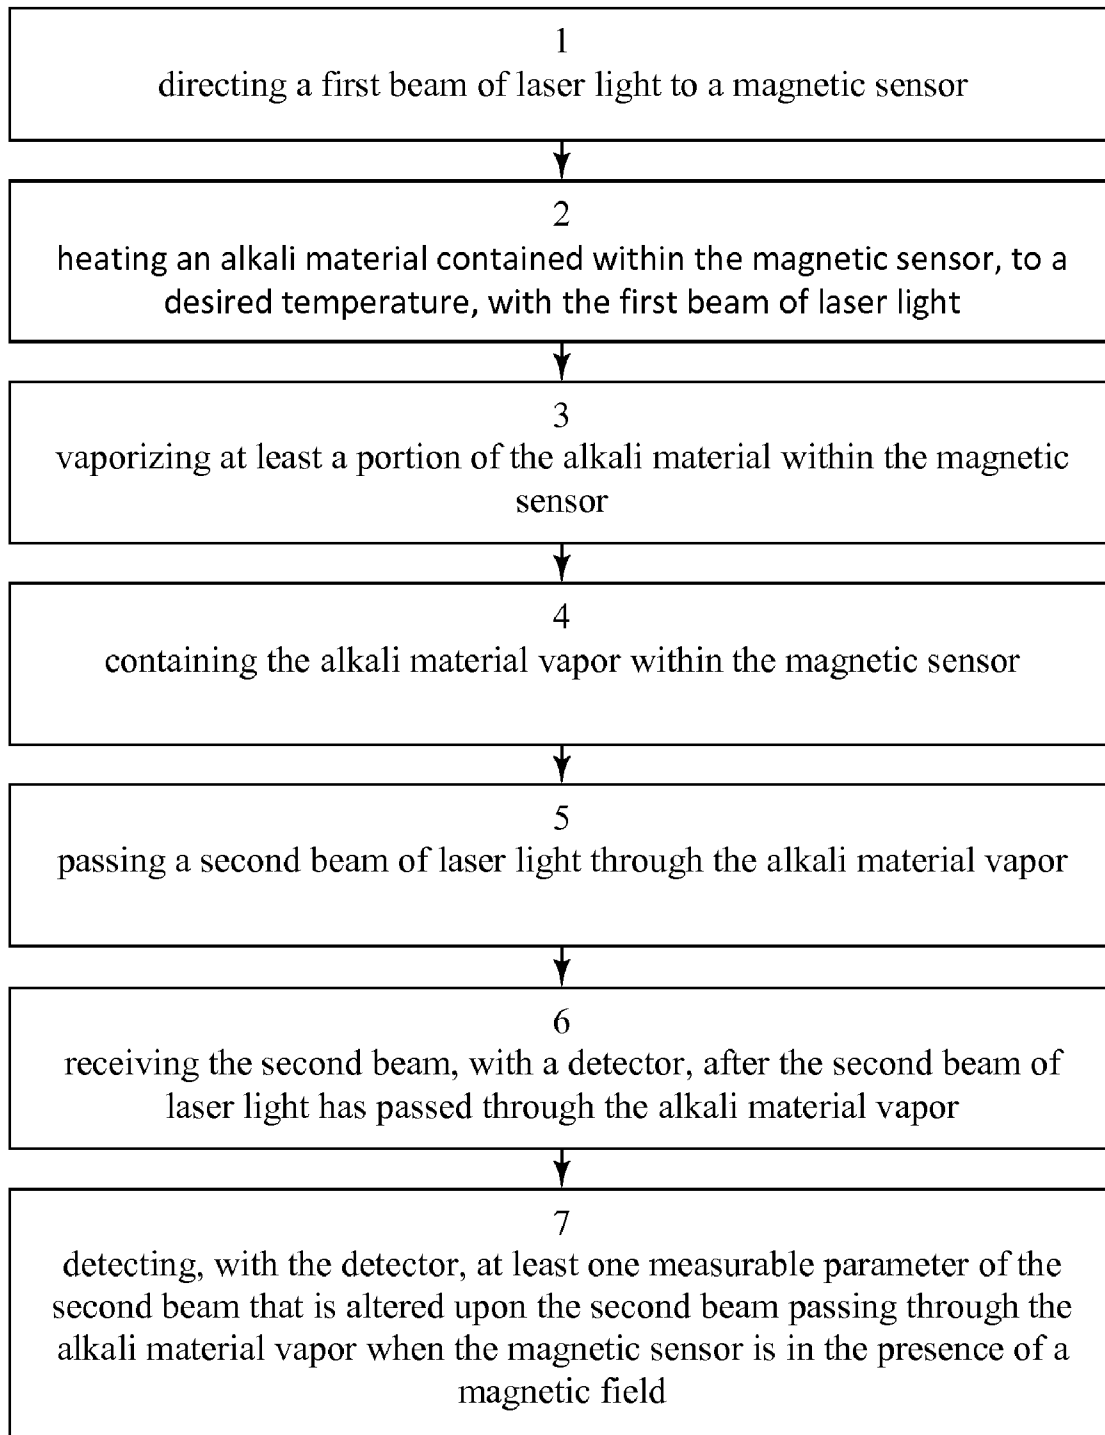 1
directing a first beam of laser light to a magnetic sensor
2
heating an alkali material contained within the magnetic sensor, to a
desired temperature, with the first beam of laser light
3
vaporizing at least a portion of the alkali material within the magnetic
sensor
4
containing the alkali material vapor within the magnetic sensor
5
passing a second beam of laser light through the alkali material vapor
6
receiving the second beam, with a detector, after the second beam of
laser light has passed through the alkali material vapor
7
detecting, with the detector, at least one measurable parameter of the
second beam that is altered upon the second beam passing through the
alkali material vapor when the magnetic sensor is in the presence of a
magnetic field